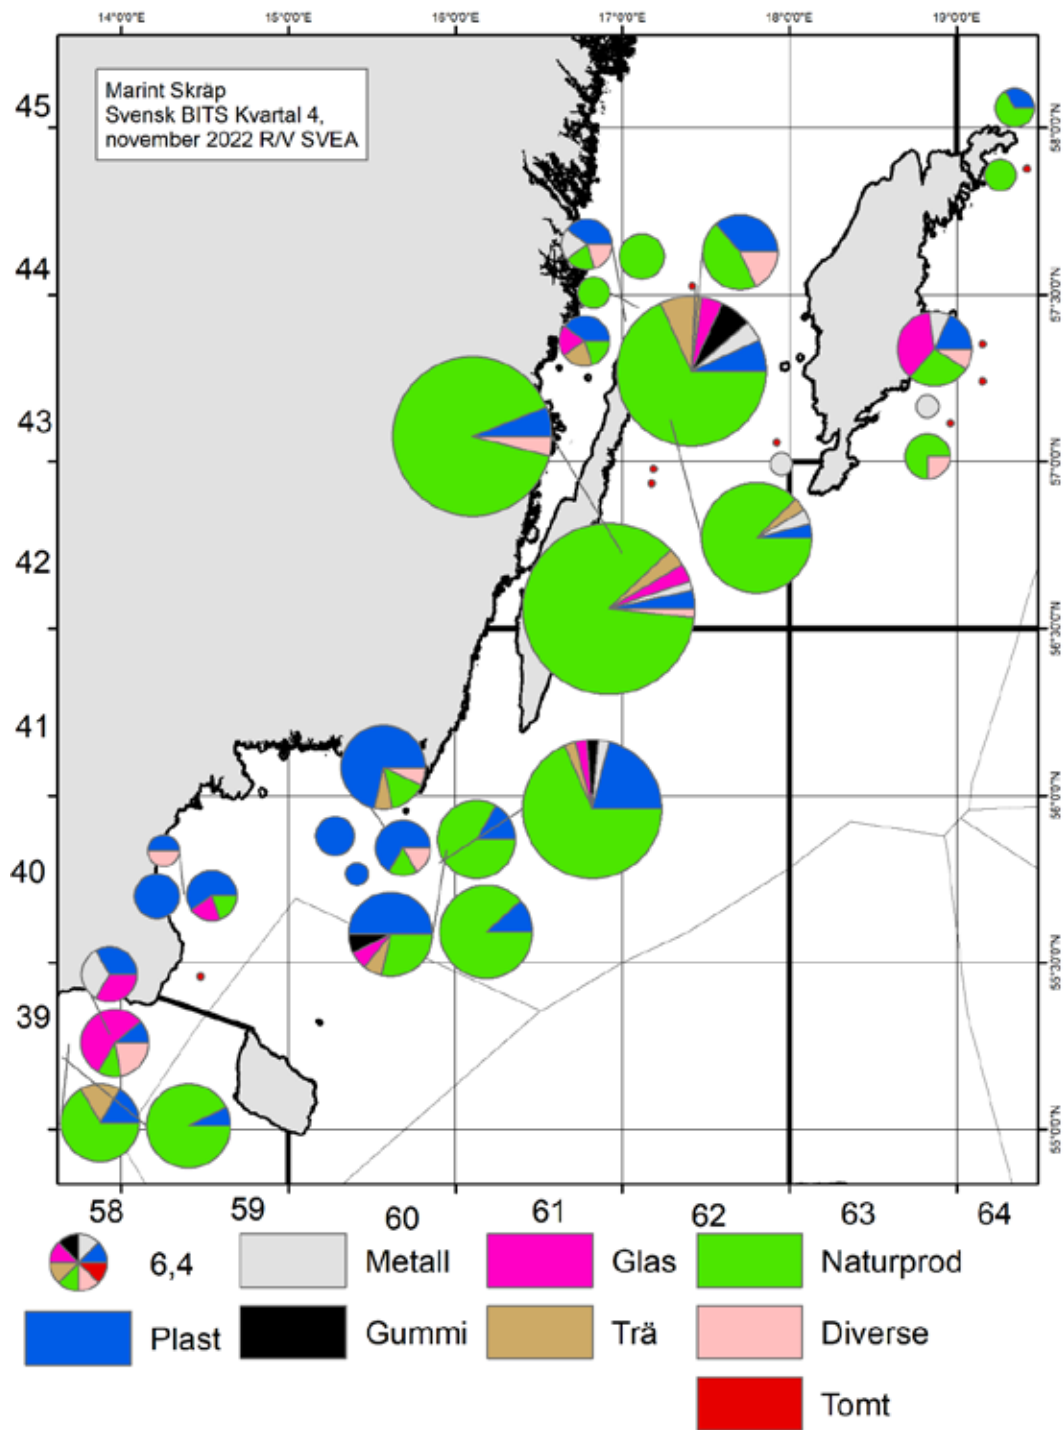 14°0'0"E 15°0'0"E 16°0'0"E 17°0'0"E 18°0'0"E 19°0'0"E
Marint Skräp
Svensk BITS Kvartal 4,
november 2022 R/V SVEA
45
58°0'0"N
44
57°30'0"N
43
57°0'0"N
42
56°30'0"N
41
56°0'0"N
40
55°30'0"N
39
55°0'0"N
58 59 60 61 62 63 64
6,4 Metall Glas Naturprod
Plast Gummi Trä Diverse
Tomt